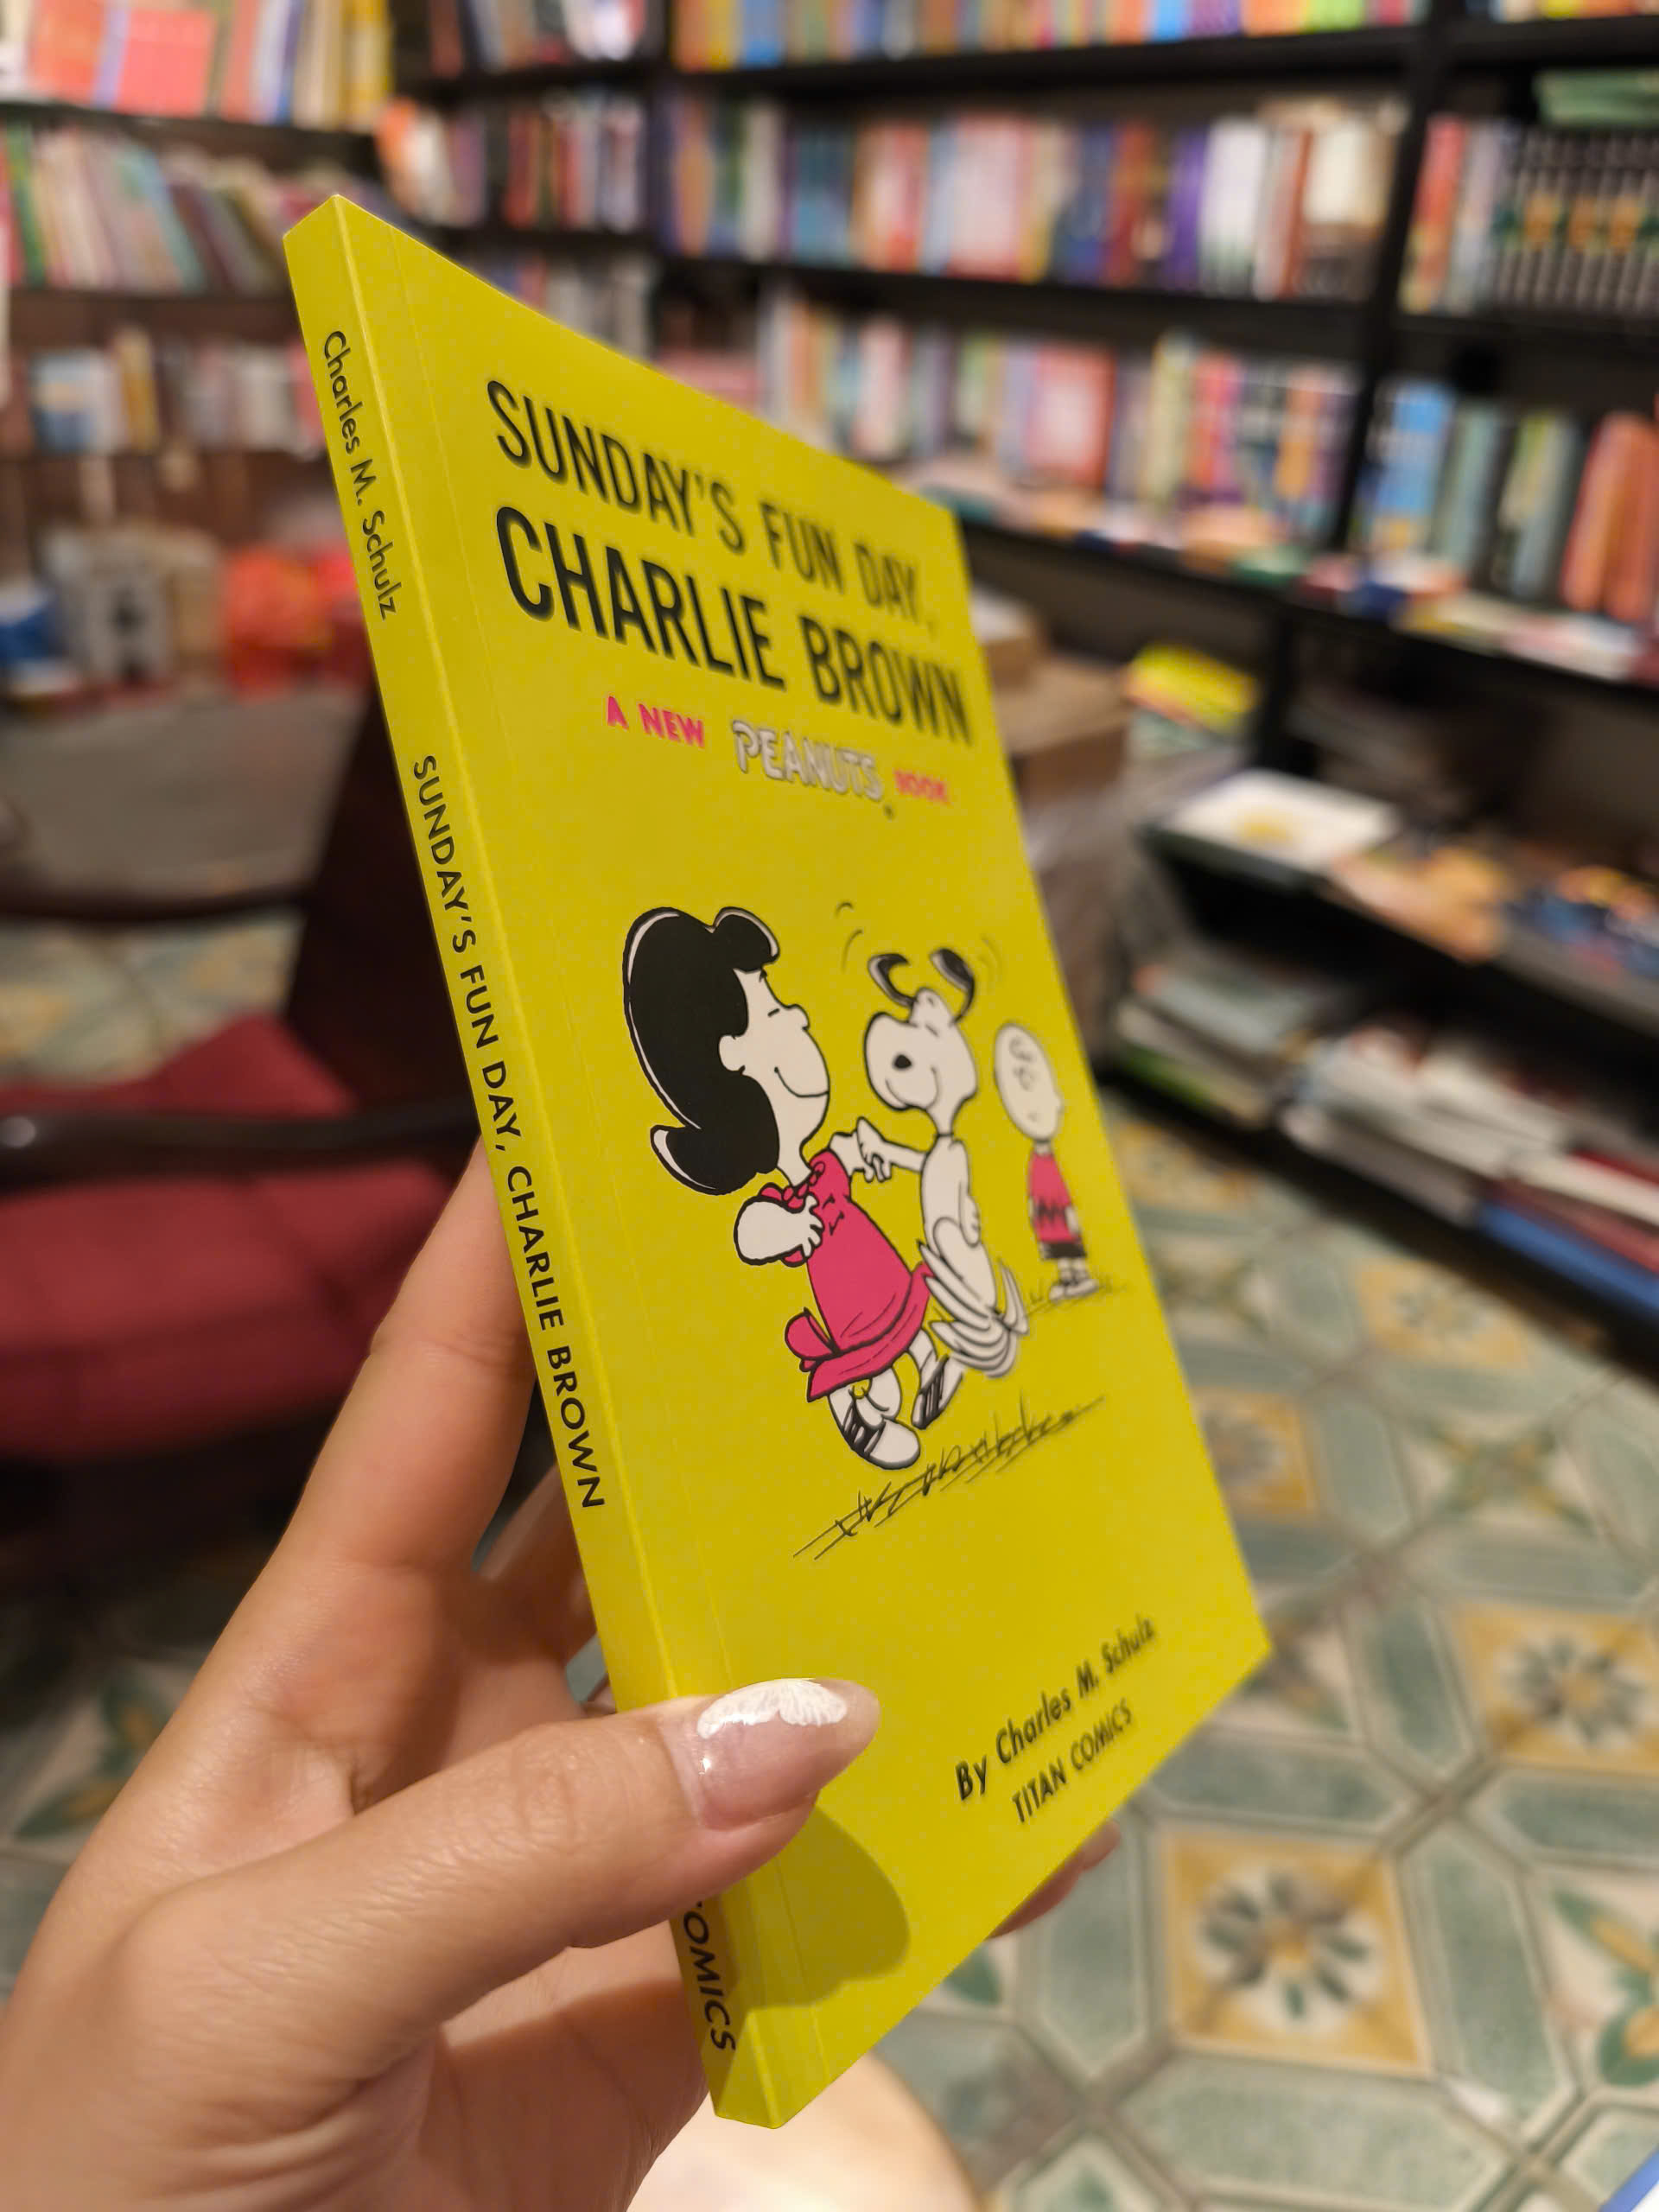 Charles M. Schulz
SUNDAY'S FUN DAY, CHARLIE BROWN
COMICS
SUNDAY'S FUN DAY,
CHARLIE BROWN
A NEW PEANUTS BOOK
By Charles M. Schulz
TITAN COMICS